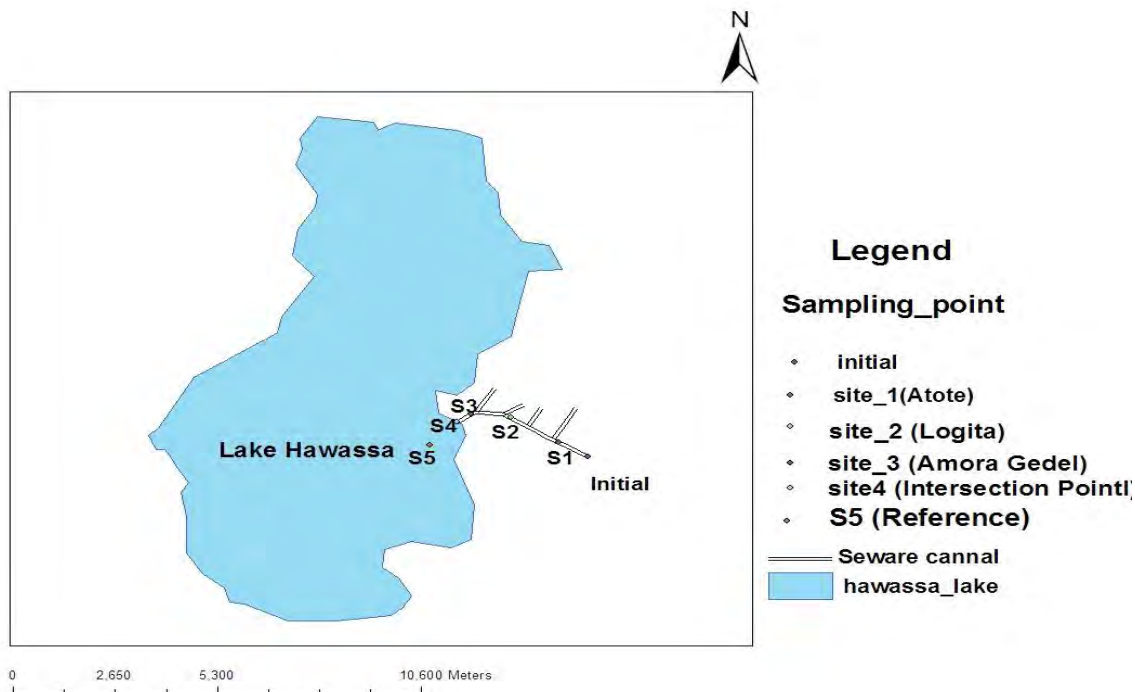 N
Legend
Sampling_point
initial
site_1(Atote)
site_2 (Logita)
site_3 (Amora Gedel)
site4 (Intersection Pointl)
S5 (Reference)
Seware cannal
hawassa_lake
S3
S4
S2
Lake Hawassa
S5
S1
Initial
0 2,650 5,300 10,600 Meters